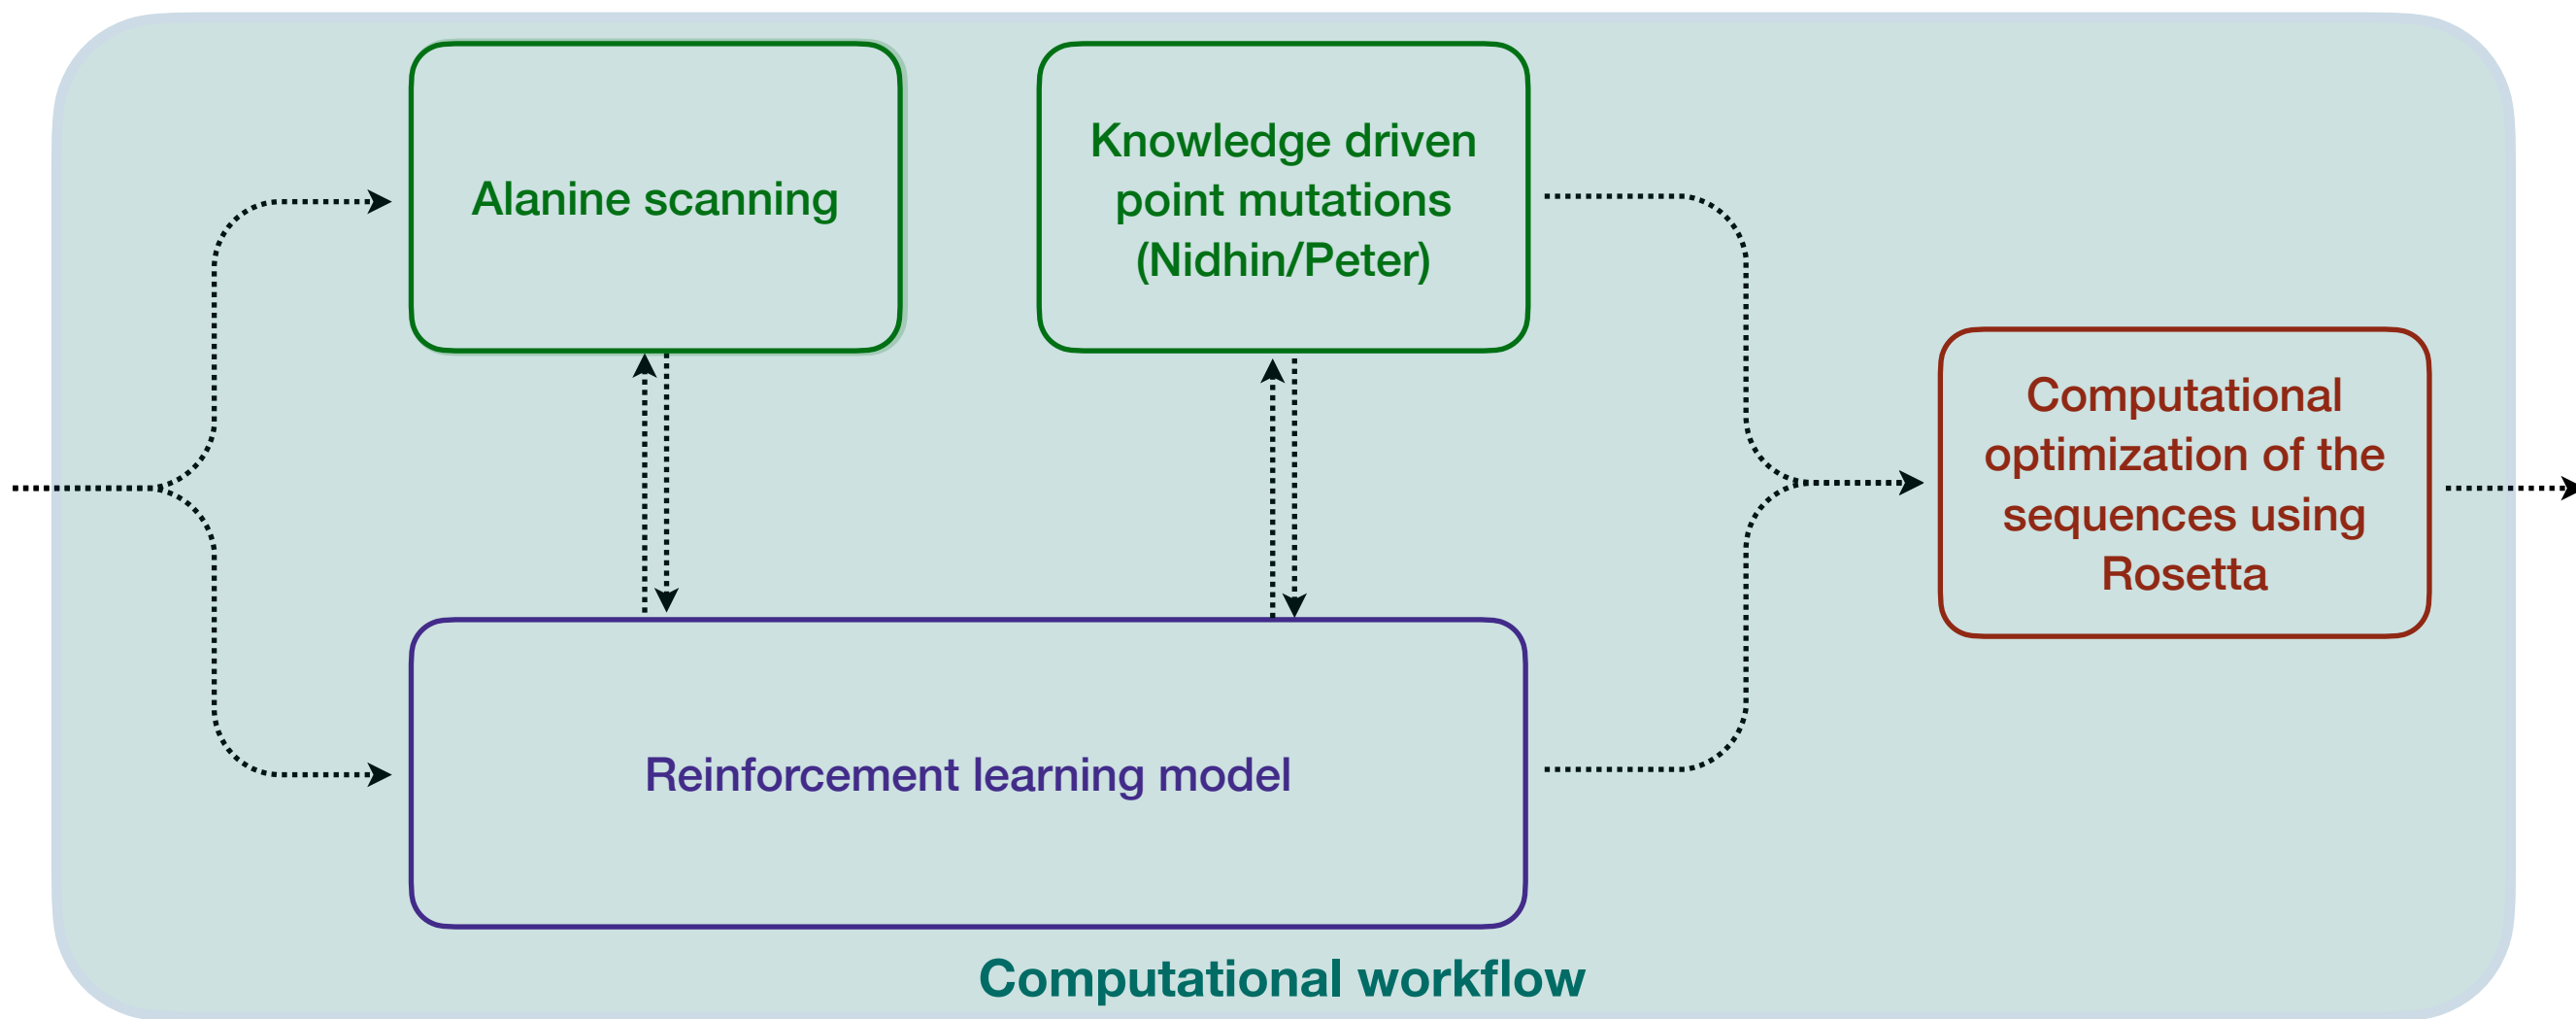 Alanine scanning
Knowledge driven
point mutations
(Nidhin/Peter)
Computational
optimization of the
sequences using
Rosetta
Reinforcement learning model
Computational workflow